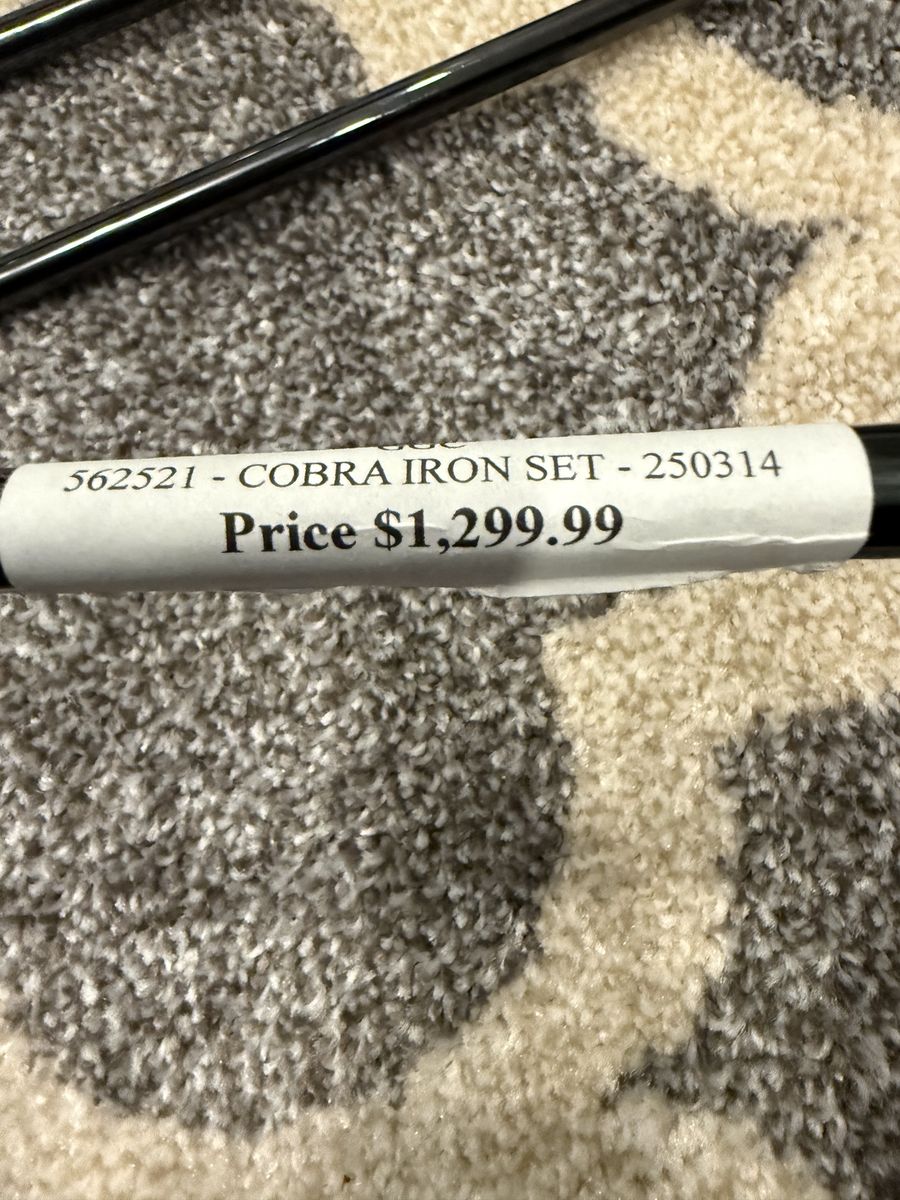 562521 - COBRA IRON SET - 250314
Price $1,299.99